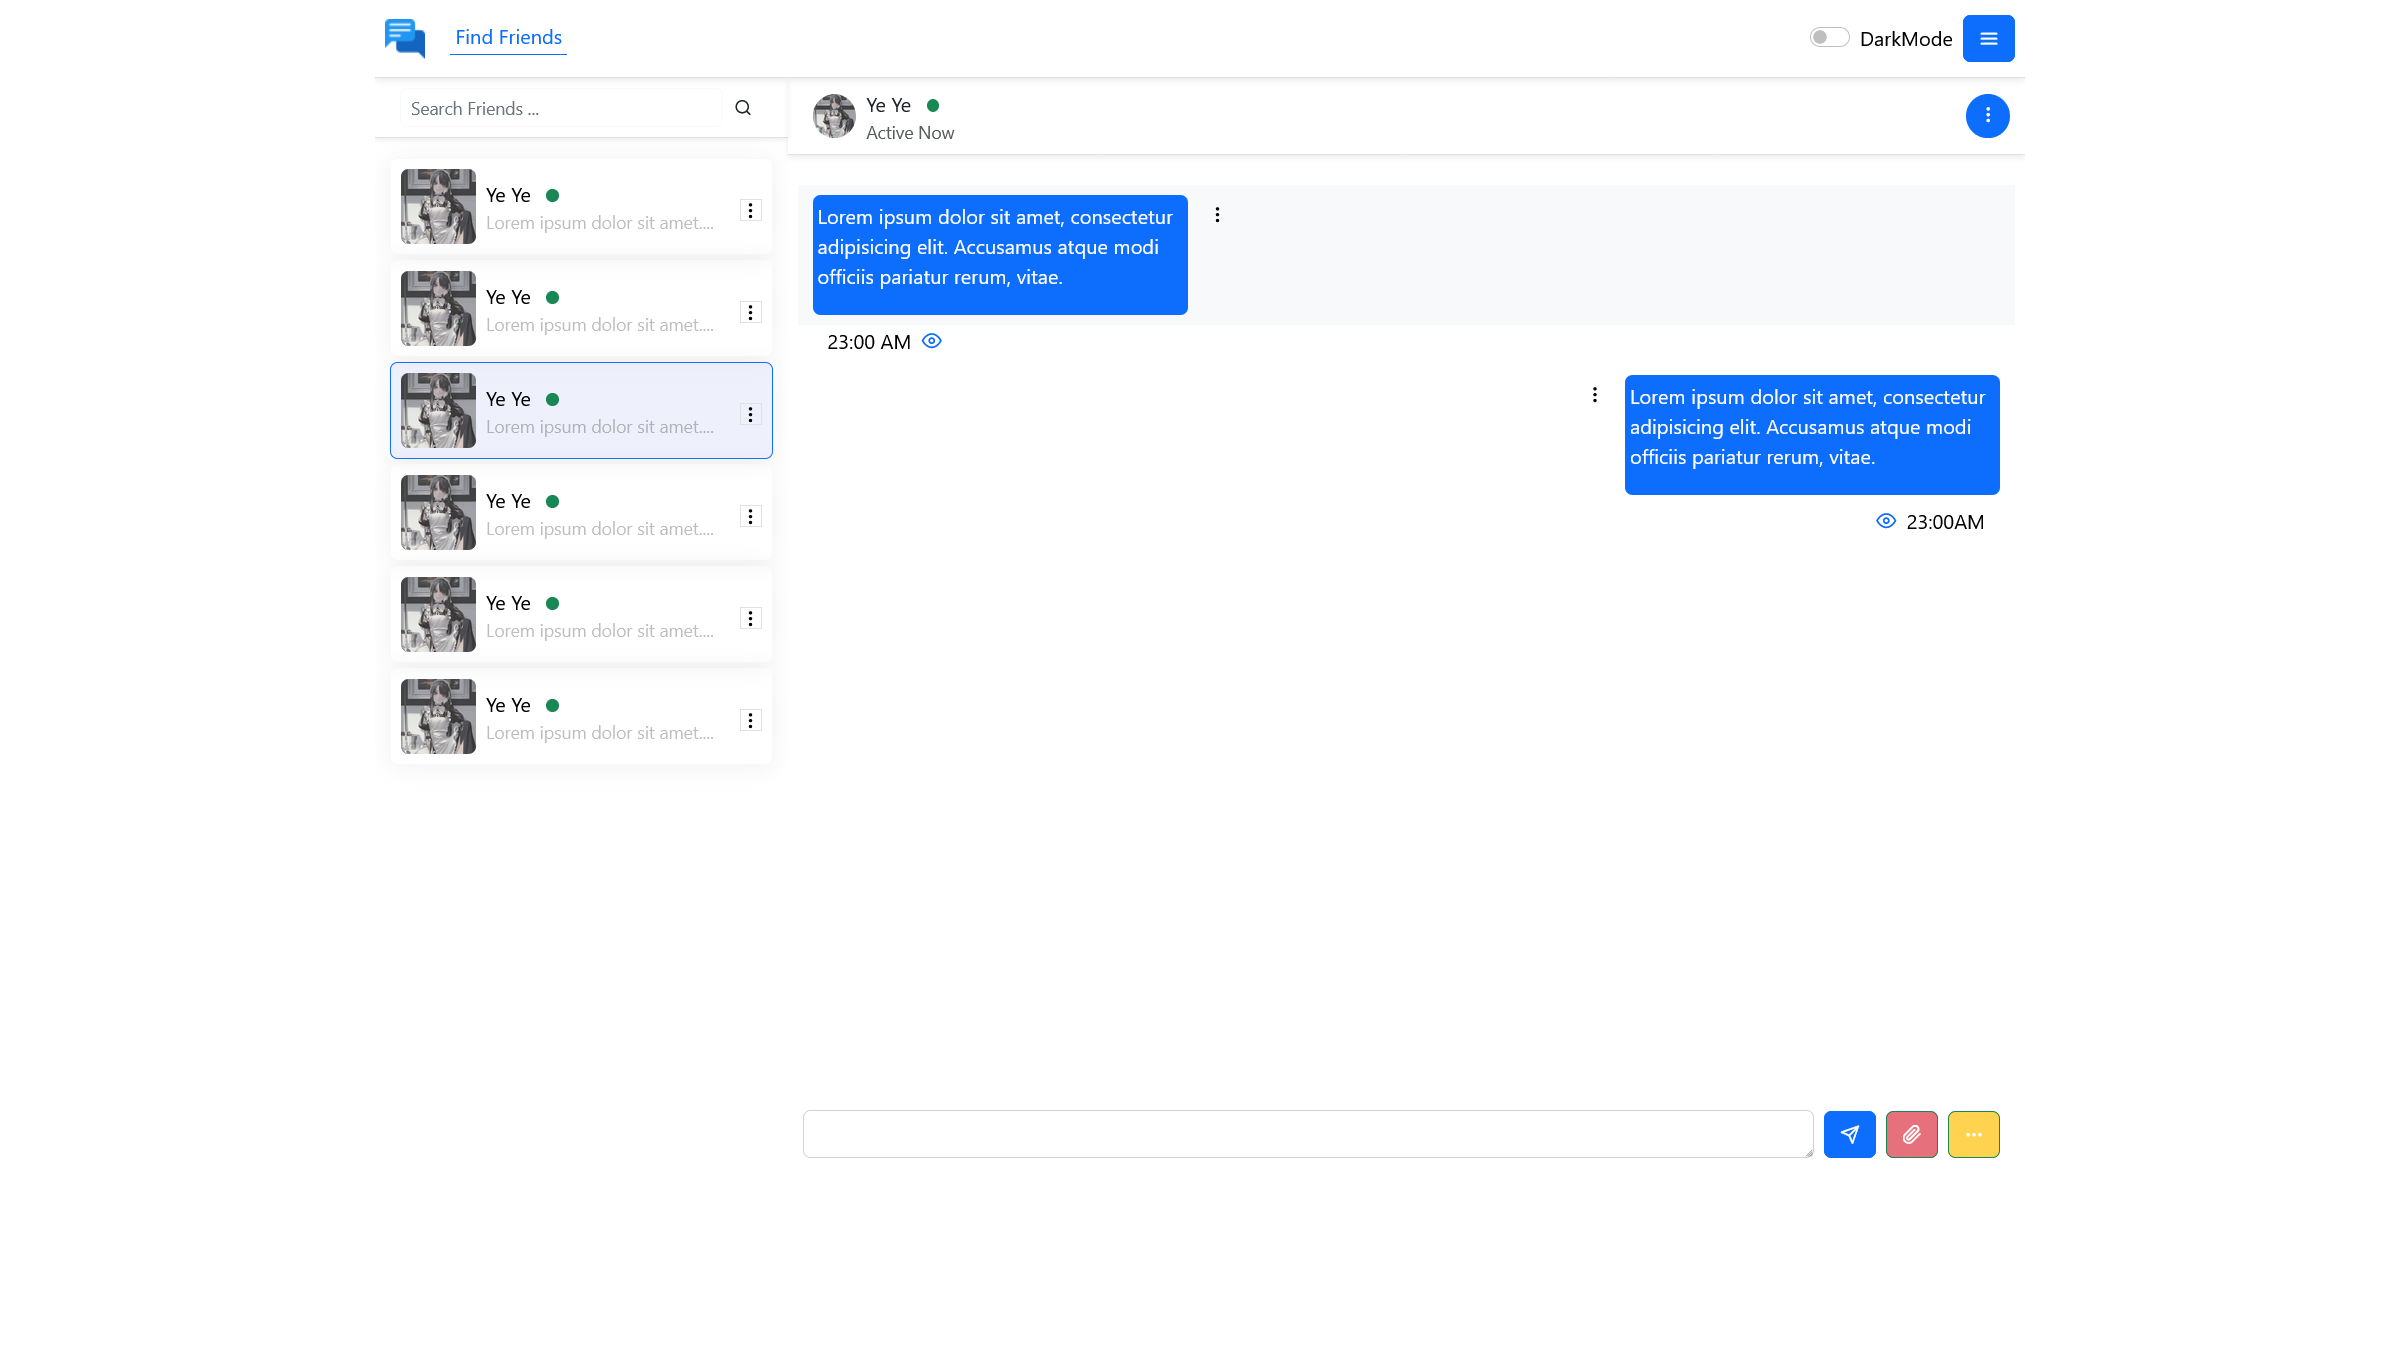 Find Friends
DarkMode
Search Friends ...
Ye Ye
Lorem ipsum dolor sit amet....
Ye Ye
Lorem ipsum dolor sit amet....
Ye Ye
Lorem ipsum dolor sit amet....
Ye Ye
Lorem ipsum dolor sit amet....
Ye Ye
Lorem ipsum dolor sit amet....
Ye Ye
Lorem ipsum dolor sit amet....
Ye Ye
Active Now
Lorem ipsum dolor sit amet, consectetur
adipisicing elit. Accusamus atque modi
officiis pariatur rerum, vitae.
23:00 AM
Lorem ipsum dolor sit amet, consectetur
adipisicing elit. Accusamus atque modi
officiis pariatur rerum, vitae.
23:00AM